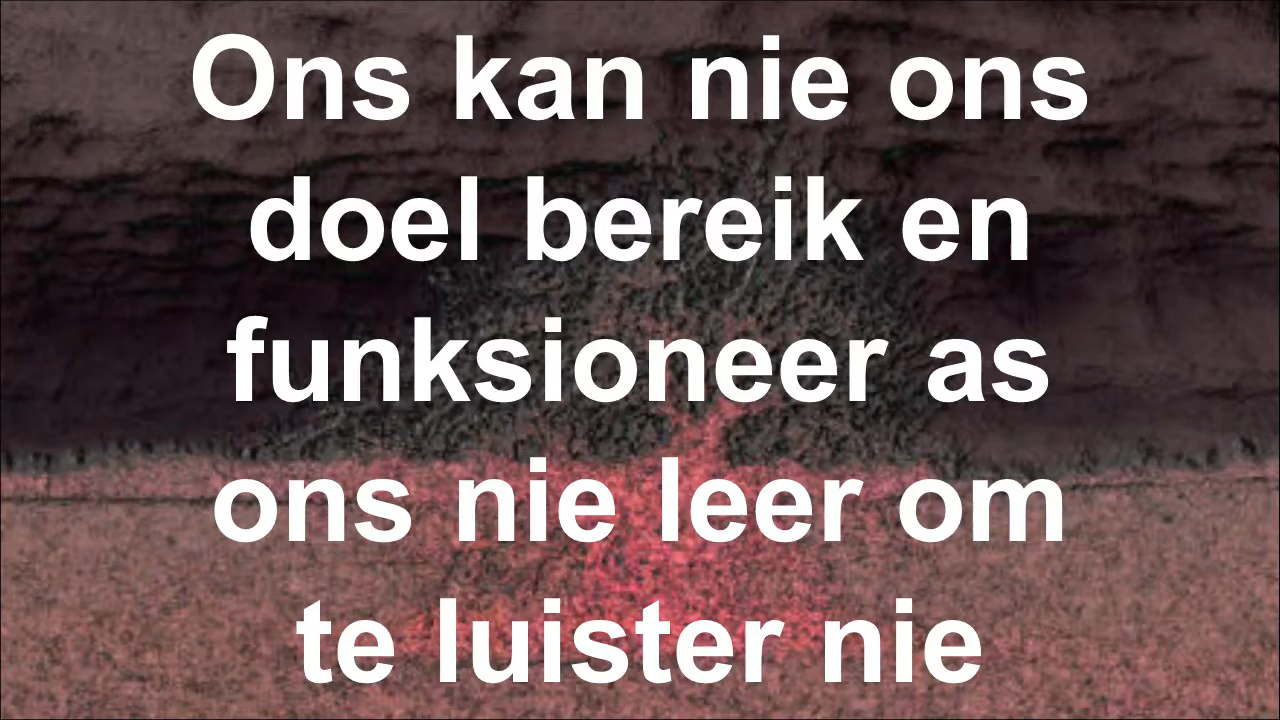 Ons kan nie ons
doel bereik en
funksioneer as
ons nie leer om
te luister nie